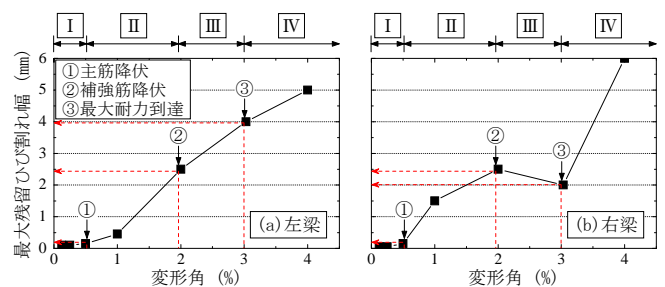 Ⅰ Ⅱ Ⅲ Ⅳ
Ⅰ Ⅱ Ⅲ Ⅳ
最大残留ひび割れ幅 (mm)
6
5
4
3
2
1
0
①主筋降伏
②補強筋降伏
③最大耐力到達
①
②
③
(a)左梁
0 1 2 3 4
変形角 (%)
①
②
③
(b)右梁
0 1 2 3 4
変形角 (%)